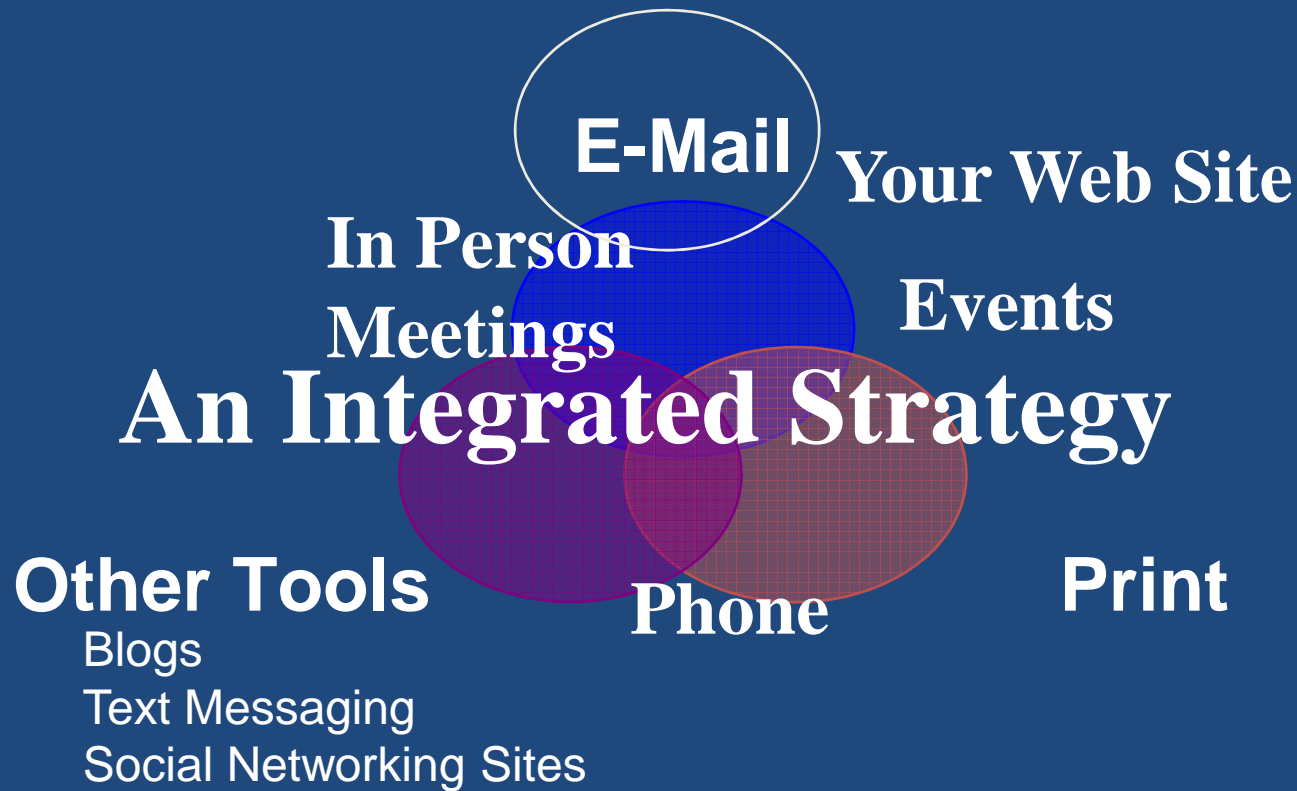 E-Mail
Your Web Site
In Person
Meetings
Events
An Integrated Strategy
Other Tools
Blogs
Text Messaging
Social Networking Sites
Phone
Print